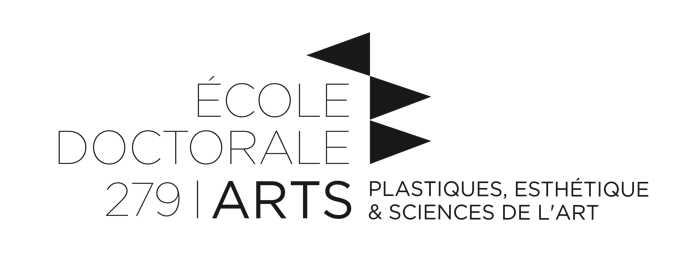 ÉCOLE
DOCTORALE
279 | ARTS PLASTIQUES, ESTHÉTIQUE
& SCIENCES DE L'ART